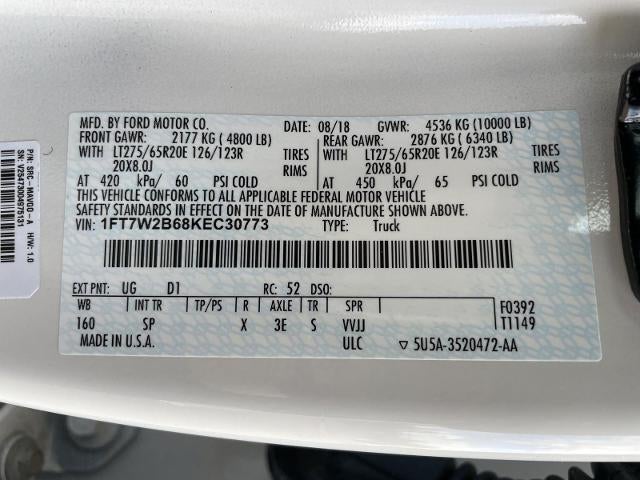 MFD. BY FORD MOTOR CO. DATE: 08/18 GVWR: 4536 KG (10000 LB)
FRONT GAWR: 2177 KG ( 4800 LB) REAR GAWR: 2876 KG ( 6340 LB)
WITH LT275/65R20E 126/123R TIRES WITH LT275/65R20E 126/123R TIRES
20X8.0J RIMS 20X8.0J RIMS
AT 420 kPa/ 60 PSI COLD AT 450 kPa/ 65 PSI COLD
THIS VEHICLE CONFORMS TO ALL APPLICABLE FEDERAL MOTOR VEHICLE
SAFETY STANDARDS IN EFFECT ON THE DATE OF MANUFACTURE SHOWN ABOVE.
VIN: 1FT7W2B68KEC30773 TYPE: Truck
EXT PNT: UG D1 RC: 52 DSO:
WB INT TR TP/PS R AXLE TR SPR F0392
160 SP X 3E S VVJJ T1149
MADE IN U.S.A. ULC 5U5A-3520472-AA